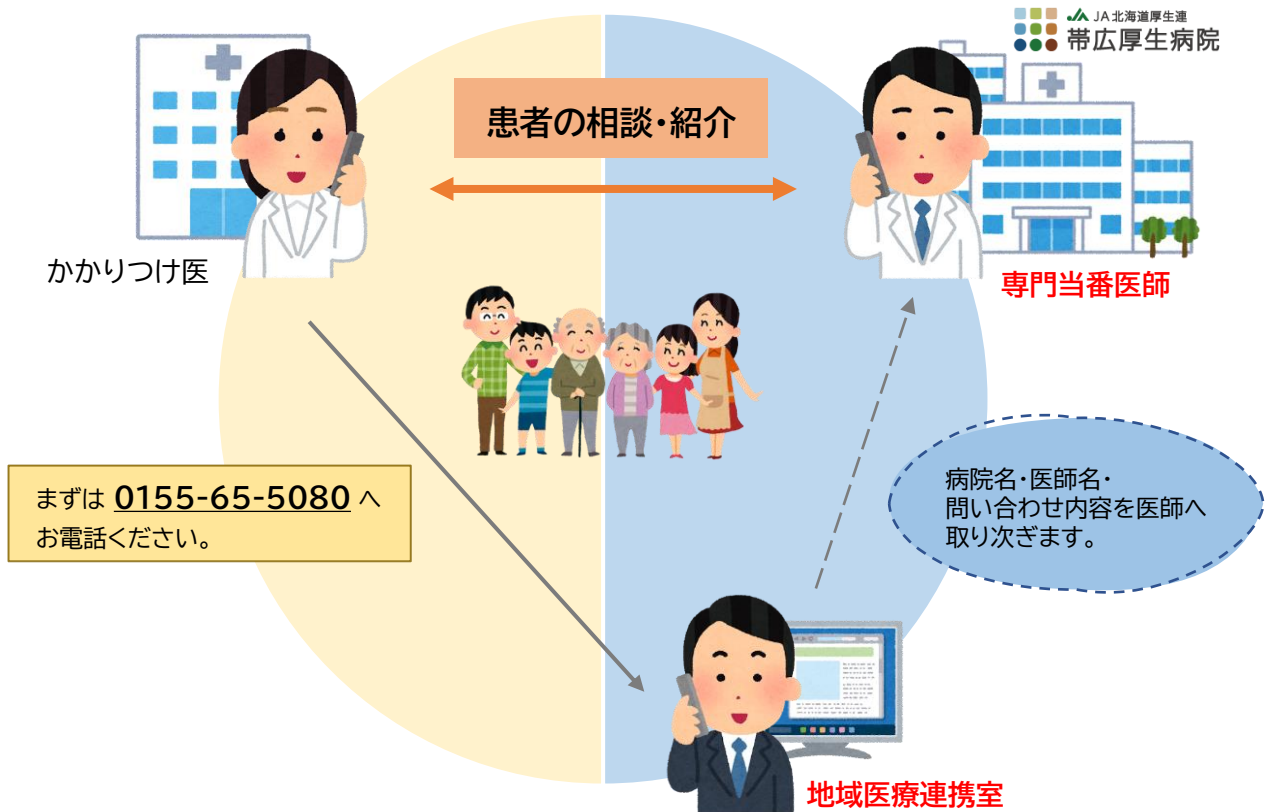 JA北海道厚生連
帯広厚生病院
患者の相談・紹介
かかりつけ医
専門当番医師
まずは 0155-65-5080 へ
お電話ください。
病院名・医師名・
問い合わせ内容を医師へ
取り次ぎます。
地域医療連携室